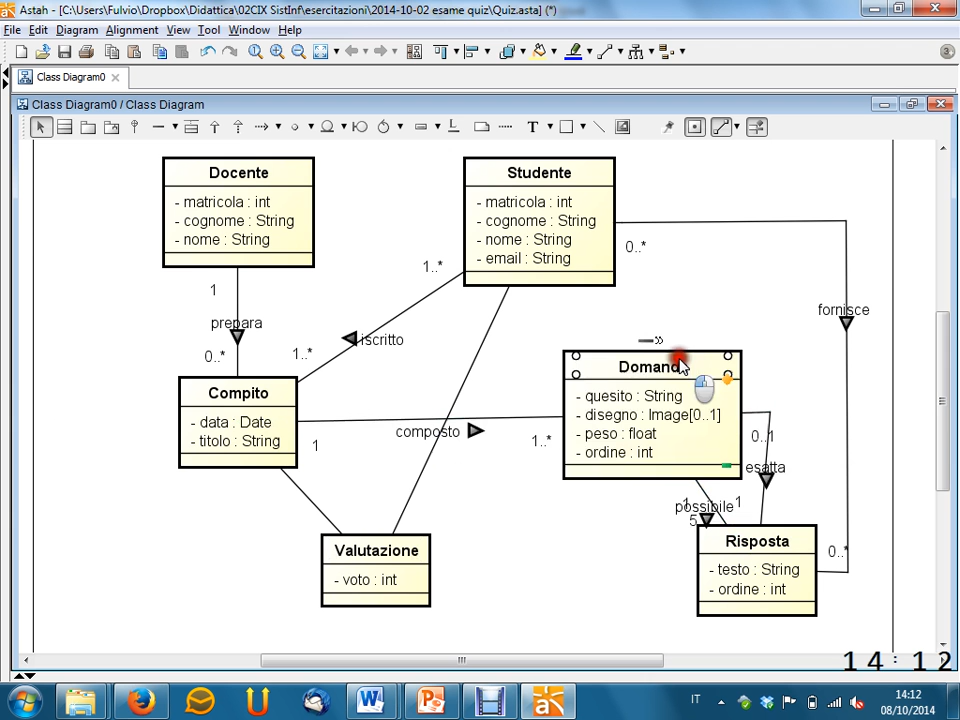 Astah - [C:\Users\Fulvio\Dropbox\Didattica\02CIX SistInf\esercitazioni\2014-10-02 esame quiz\Quiz.asta] (*)
File Edit Diagram Alignment View Tool Window Help
Class Diagram0
Class Diagram0 / Class Diagram
Docente
- matricola : int
- cognome : String
- nome : String
Studente
- matricola : int
- cognome : String
- nome : String
- email : String
0..*
1..*
1
prepara
0..*
iscritto
1..*
fornisce
Compito
- data : Date
- titolo : String
Domand
- quesito : String
- disegno : Image[0..1]
- peso : float
- ordine : int
1
composto
1..*
0..1
esatta
possibile
1
1
5
Valutazione
- voto : int
Risposta
- testo : String
- ordine : int
0..*
14:12
IT
14:12
08/10/2014